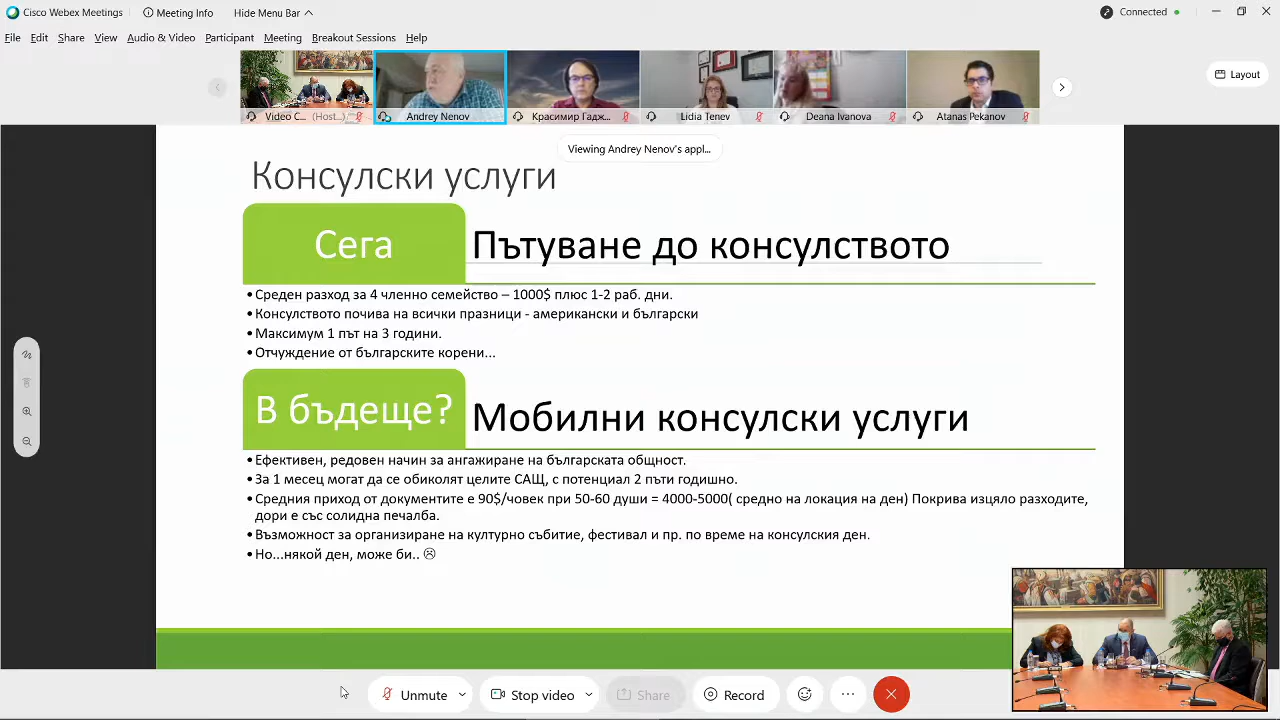 Cisco Webex Meetings
Meeting Info
Hide Menu Bar
Connected
File Edit Share View Audio & Video Participant Meeting Breakout Sessions Help
Layout
Video C... (Host...)
Andrey Nenov
Красимир Гадж...
Lidia Tenev
Deana Ivanova
Atanas Pekanov
Viewing Andrey Nenov's appl...
Консулски услуги
Сега
Пътуване до консулството
• Среден разход за 4 членно семейство – 1000$ плюс 1-2 раб. дни.
• Консулството почива на всички празници - американски и български
• Максимум 1 път на 3 години.
• Отчуждение от българските корени...
В бъдеще?
Мобилни консулски услуги
• Ефективен, редовен начин за ангажиране на българската общност.
• За 1 месец могат да се обиколят целите САЩ, с потенциал 2 пъти годишно.
• Средния приход от документите е 90$/човек при 50-60 души = 4000-5000( средно на локация на ден) Покрива изцяло разходите,
дори е със солидна печалба.
• Възможност за организиране на културно събитие, фестивал и пр. по време на консулския ден.
• Но...някой ден, може би.. ☹
Unmute
Stop video
Share
Record